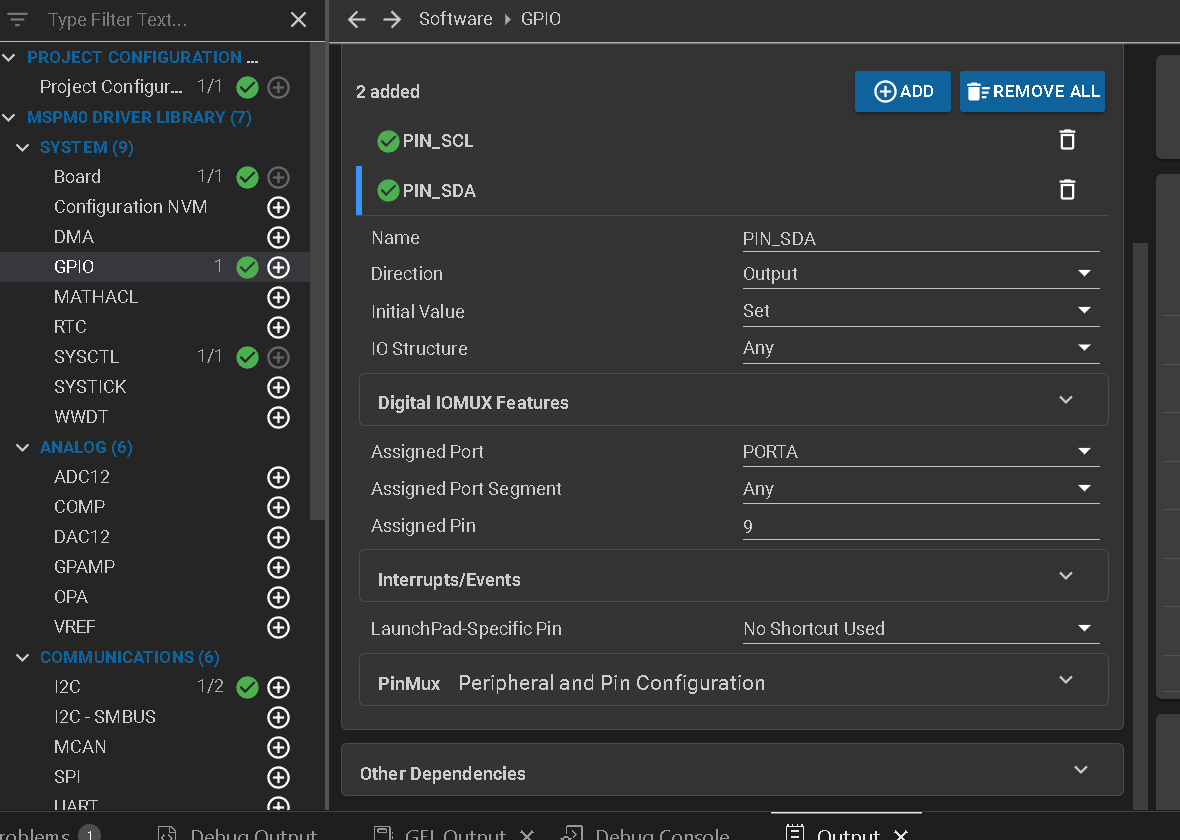 Type Filter Text...
Software GPIO
PROJECT CONFIGURATION ...
Project Configur... 1/1
MSPM0 DRIVER LIBRARY (7)
SYSTEM (9)
Board 1/1
Configuration NVM
DMA
GPIO 1
MATHACL
RTC
SYSCTL 1/1
SYSTICK
WWDT
ANALOG (6)
ADC12
COMP
DAC12
GPAMP
OPA
VREF
COMMUNICATIONS (6)
I2C 1/2
I2C - SMBUS
MCAN
SPI
UART
2 added
ADD
REMOVE ALL
PIN_SCL
PIN_SDA
Name PIN_SDA
Direction Output
Initial Value Set
IO Structure Any
Digital IOMUX Features
Assigned Port PORTA
Assigned Port Segment Any
Assigned Pin 9
Interrupts/Events
LaunchPad-Specific Pin No Shortcut Used
PinMux Peripheral and Pin Configuration
Other Dependencies
roblems 1 Debug Output GEL Output Debug Console Output